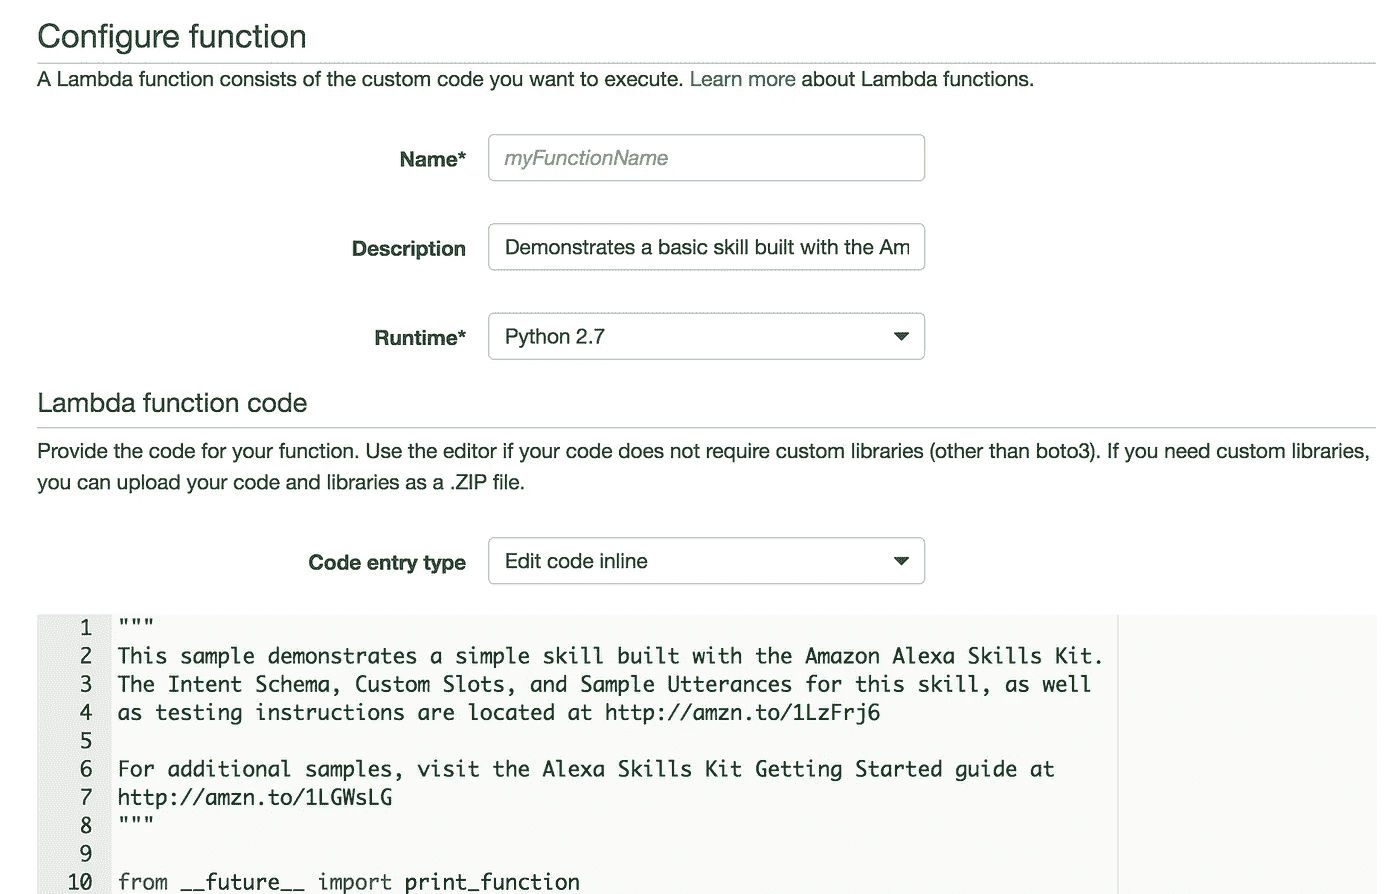 Configure function
A Lambda function consists of the custom code you want to execute. Learn more about Lambda functions.
Name* myFunctionName
Description Demonstrates a basic skill built with the Am
Runtime* Python 2.7
Lambda function code
Provide the code for your function. Use the editor if your code does not require custom libraries (other than boto3). If you need custom libraries,
you can upload your code and libraries as a .ZIP file.
Code entry type Edit code inline
1 """
2 This sample demonstrates a simple skill built with the Amazon Alexa Skills Kit.
3 The Intent Schema, Custom Slots, and Sample Utterances for this skill, as well
4 as testing instructions are located at http://amzn.to/1LzFrj6
5
6 For additional samples, visit the Alexa Skills Kit Getting Started guide at
7 http://amzn.to/1LGWsLG
8 """
9
10 from __future__ import print_function